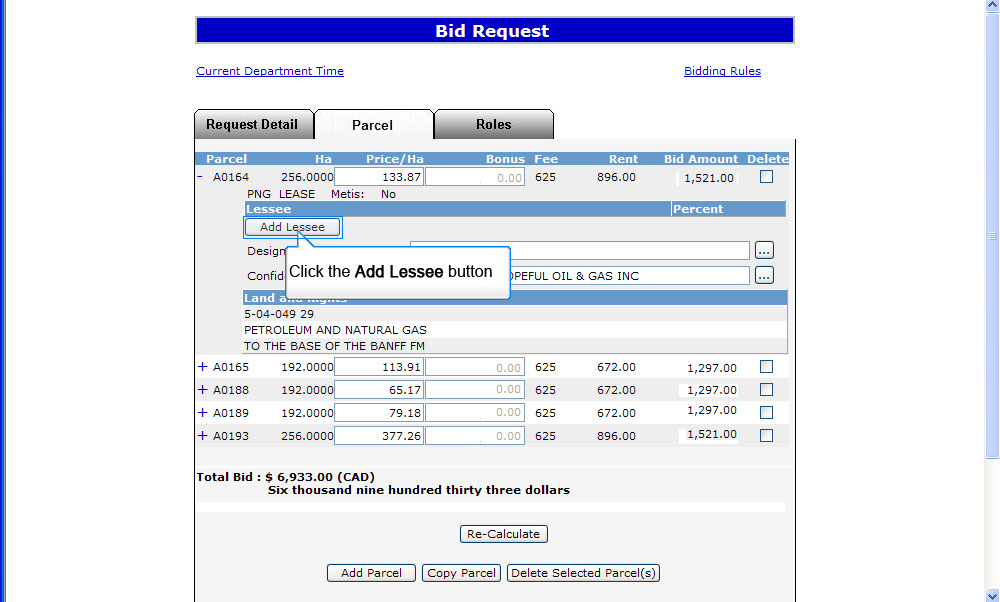 Bid Request
Current Department Time Bidding Rules
Request Detail Parcel Roles
Parcel Ha Price/Ha Bonus Fee Rent Bid Amount Delete
- A0164 256.0000 133.87 0.00 625 896.00 1,521.00
PNG LEASE Metis: No
Lessee Percent
Add Lessee
Design ...
Click the Add Lessee button
Confid OPEFUL OIL & GAS INC ...
Land and Rights
5-04-049 29
PETROLEUM AND NATURAL GAS
TO THE BASE OF THE BANFF FM
+ A0165 192.0000 113.91 0.00 625 672.00 1,297.00
+ A0188 192.0000 65.17 0.00 625 672.00 1,297.00
+ A0189 192.0000 79.18 0.00 625 672.00 1,297.00
+ A0193 256.0000 377.26 0.00 625 896.00 1,521.00
Total Bid : $ 6,933.00 (CAD)
Six thousand nine hundred thirty three dollars
Re-Calculate
Add Parcel Copy Parcel Delete Selected Parcel(s)